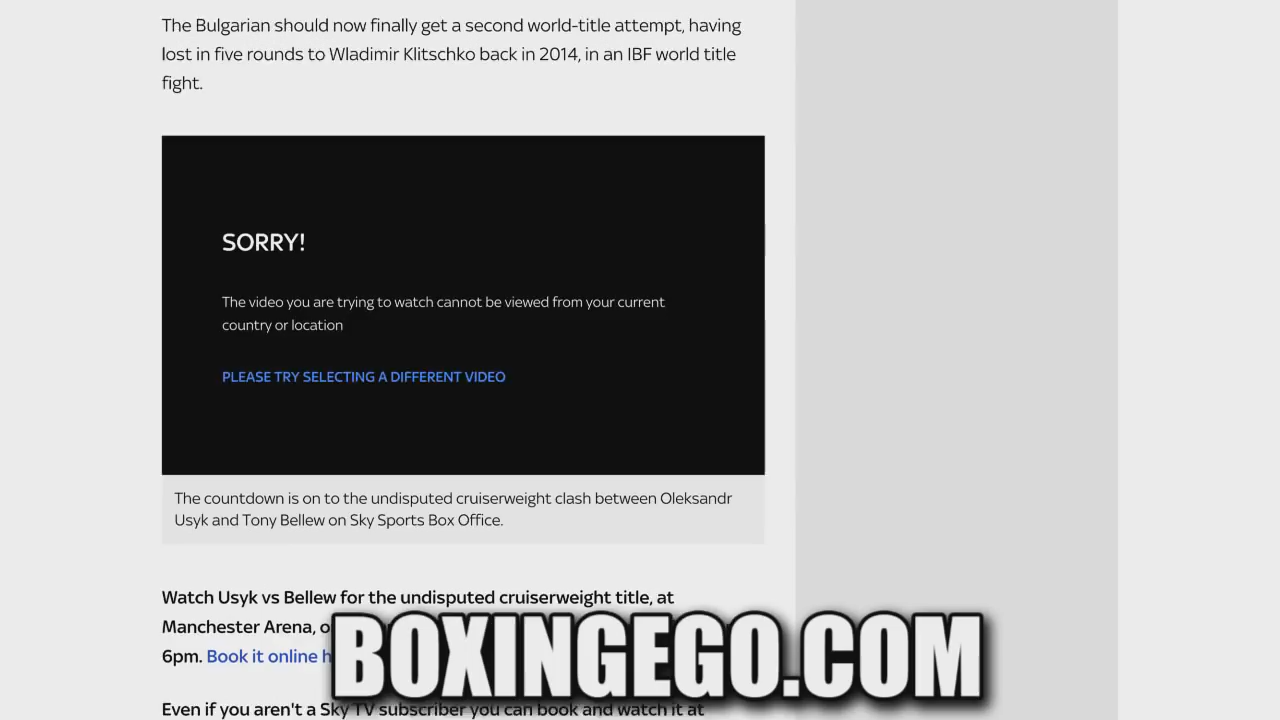 The Bulgarian should now finally get a second world-title attempt, having
lost in five rounds to Wladimir Klitschko back in 2014, in an IBF world title
fight.
SORRY!
The video you are trying to watch cannot be viewed from your current
country or location
PLEASE TRY SELECTING A DIFFERENT VIDEO
The countdown is on to the undisputed cruiserweight clash between Oleksandr
Usyk and Tony Bellew on Sky Sports Box Office.
Watch Usyk vs Bellew for the undisputed cruiserweight title, at
Manchester Arena,
6pm. Book it online
BOXINGEGO.COM
Even if you aren't a Sky TV subscriber you can book and watch it at